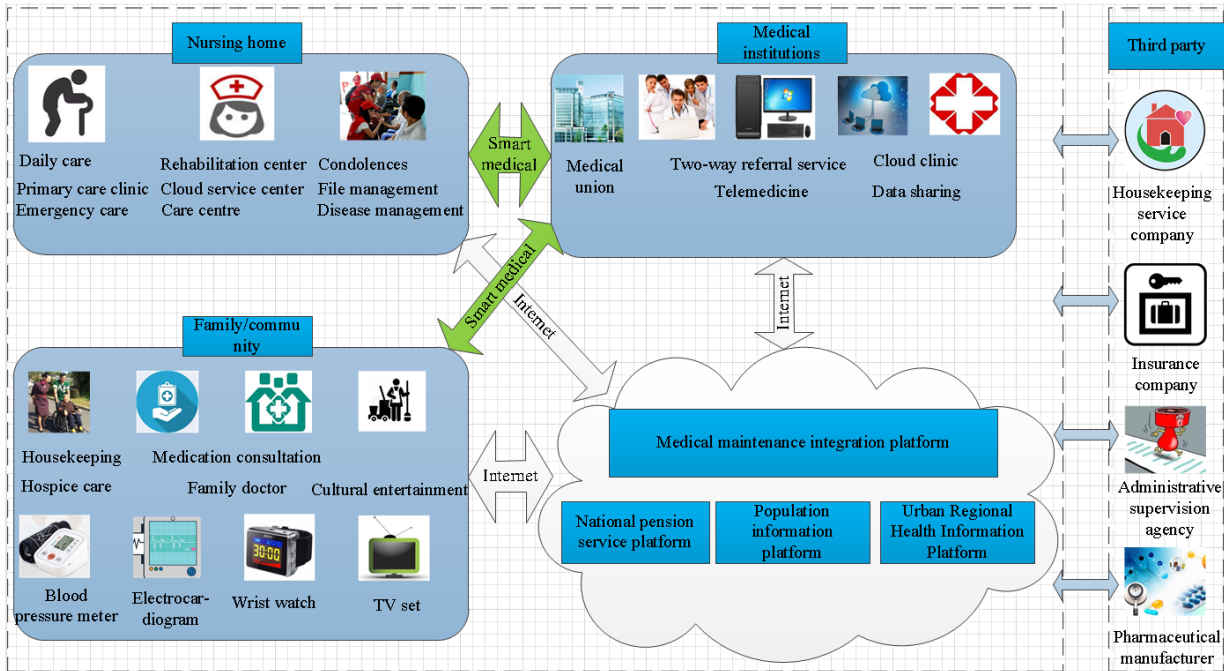 Nursing home
Daily care
Rehabilitation center
Condolences
Primary care clinic
Cloud service center
File management
Emergency care
Care centre
Disease management
Smart
medical
Medical
institutions
Medical
union
Two-way referral service
Telemedicine
Cloud clinic
Data sharing
Third party
Housekeeping
service
company
Insurance
company
Administrative
supervision
agency
Pharmaceutical
manufacturer
Smart medical
Internet
Internet
Family/commu
nity
Housekeeping
Medication consultation
Hospice care
Family doctor
Cultural entertainment
30:00
Blood
pressure meter
Electrocar-
diogram
Wrist watch
TV set
Internet
Medical maintenance integration platform
National pension
service platform
Population
information
platform
Urban Regional
Health Information
Platform